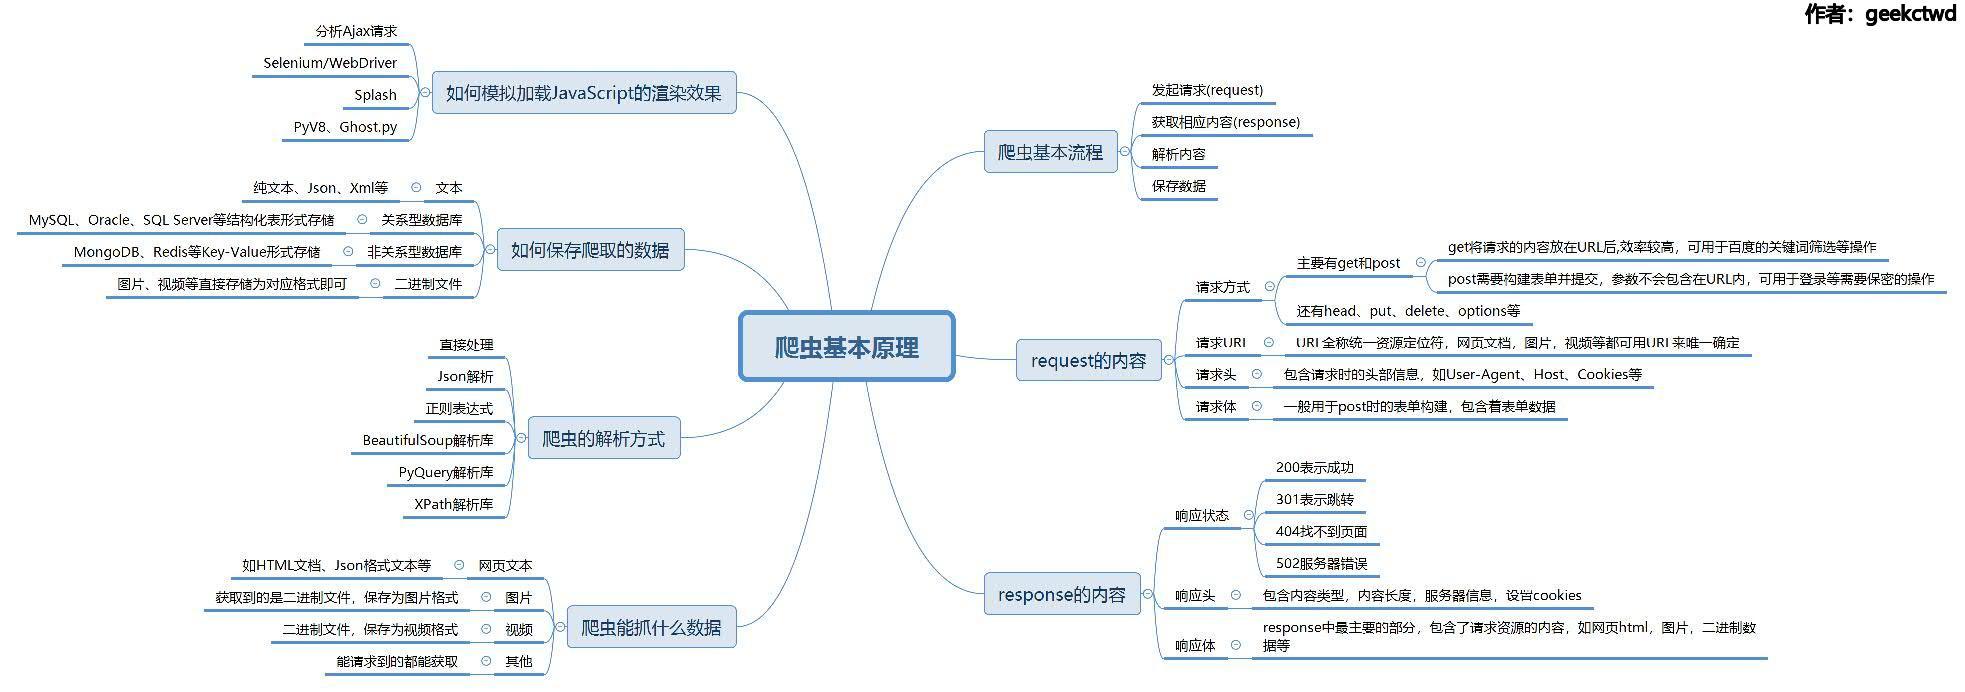 作者：geekctwd
爬虫基本原理
爬虫基本流程
发起请求(request)
获取相应内容(response)
解析内容
保存数据
request的内容
请求方式
主要有get和post
get将请求的内容放在URL后,效率较高，可用于百度的关键词筛选等操作
post需要构建表单并提交，参数不会包含在URL内，可用于登录等需要保密的操作
还有head、put、delete、options等
请求URI
URI 全称统一资源定位符，网页文档，图片，视频等都可用URI 来唯一确定
请求头
包含请求时的头部信息，如User-Agent、Host、Cookies等
请求体
一般用于post时的表单构建，包含着表单数据
response的内容
响应状态
200表示成功
301表示跳转
404找不到页面
502服务器错误
响应头
包含内容类型，内容长度，服务器信息，设置cookies
响应体
response中最主要的部分，包含了请求资源的内容，如网页html，图片，二进制数
据等
如何模拟加载JavaScript的渲染效果
分析Ajax请求
Selenium/WebDriver
Splash
PyV8、Ghost.py
如何保存爬取的数据
文本
纯文本、Json、Xml等
关系型数据库
MySQL、Oracle、SQL Server等结构化表形式存储
非关系型数据库
MongoDB、Redis等Key-Value形式存储
二进制文件
图片、视频等直接存储为对应格式即可
爬虫的解析方式
直接处理
Json解析
正则表达式
BeautifulSoup解析库
PyQuery解析库
XPath解析库
爬虫能抓什么数据
网页文本
如HTML文档、Json格式文本等
图片
获取到的是二进制文件，保存为图片格式
视频
二进制文件，保存为视频格式
其他
能请求到的都能获取